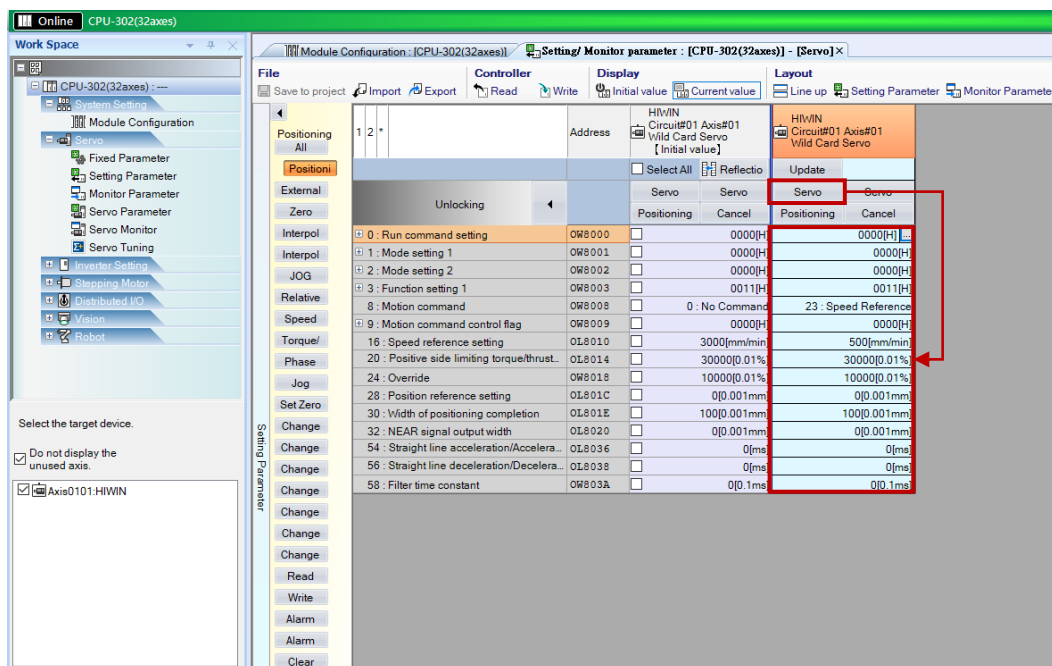 Online CPU-302(32axes)
Work Space
CPU-302(32axes) : ---
System Setting
Module Configuration
Servo
Fixed Parameter
Setting Parameter
Monitor Parameter
Servo Parameter
Servo Monitor
Servo Tuning
Inverter Setting
Stepping Motor
Distributed I/O
Vision
Robot
Select the target device.
Do not display the
unused axis.
Axis0101:HIWIN
Module Configuration : [CPU-302(32axes)]
Setting/ Monitor parameter : [CPU-302(32axes)] - [Servo]
File Controller Display Layout
Save to project Import Export Read Write Initial value Current value Line up Setting Parameter Monitor Paramete
Setting Parameter
Positioning
All
Positioni
External
Zero
Interpol
Interpol
JOG
Relative
Speed
Torque/
Phase
Jog
Set Zero
Change
Change
Change
Change
Change
Change
Change
Read
Write
Alarm
Alarm
Clear
1 2 * Address
HIWIN
Circuit#01 Axis#01
Wild Card Servo
【Initial value】
HIWIN
Circuit#01 Axis#01
Wild Card Servo
Select All Reflectio Update
Unlocking
Servo Servo Servo Servo
Positioning Cancel Positioning Cancel
0 : Run command setting OW8000 0000[H] 0000[H] ...
1 : Mode setting 1 OW8001 0000[H] 0000[H]
2 : Mode setting 2 OW8002 0000[H] 0000[H]
3 : Function setting 1 OW8003 0011[H] 0011[H]
8 : Motion command OW8008 0 : No Command 23 : Speed Reference
9 : Motion command control flag OW8009 0000[H] 0000[H]
16 : Speed reference setting OL8010 3000[mm/min] 500[mm/min]
20 : Positive side limiting torque/thrust... OL8014 30000[0.01%] 30000[0.01%]
24 : Override OW8018 10000[0.01%] 10000[0.01%]
28 : Position reference setting OL801C 0[0.001mm] 0[0.001mm]
30 : Width of positioning completion OL801E 100[0.001mm] 100[0.001mm]
32 : NEAR signal output width OL8020 0[0.001mm] 0[0.001mm]
54 : Straight line acceleration/Accelera... OL8036 0[ms] 0[ms]
56 : Straight line deceleration/Decelera... OL8038 0[ms] 0[ms]
58 : Filter time constant OW803A 0[0.1ms] 0[0.1ms]